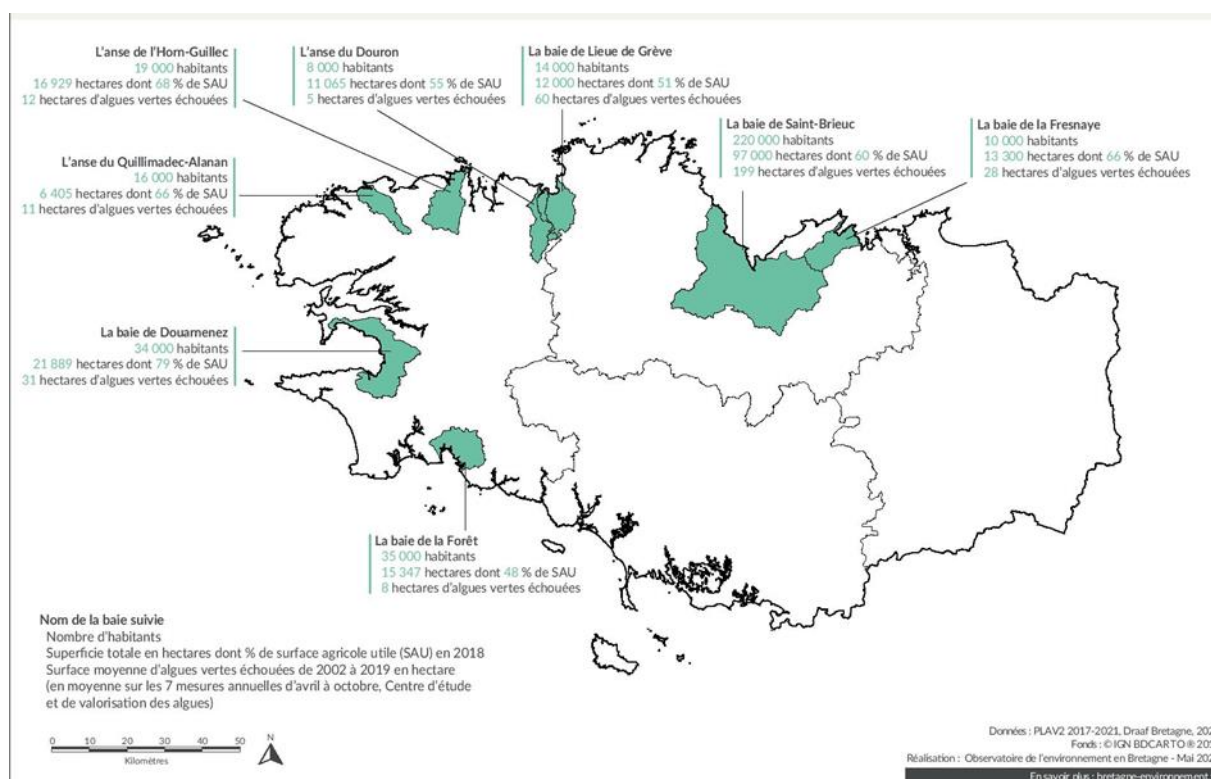 L'anse de l'Horn-Guillec
19 000 habitants
16 929 hectares dont 68 % de SAU
12 hectares d'algues vertes échouées
L'anse du Douron
8 000 habitants
11 065 hectares dont 55 % de SAU
5 hectares d'algues vertes échouées
La baie de Lieue de Grève
14 000 habitants
12 000 hectares dont 51 % de SAU
60 hectares d'algues vertes échouées
La baie de Saint-Brieuc
220 000 habitants
97 000 hectares dont 60 % de SAU
199 hectares d'algues vertes échouées
La baie de la Fresnaye
10 000 habitants
13 300 hectares dont 66 % de SAU
28 hectares d'algues vertes échouées
L'anse du Quillimadec-Alanan
16 000 habitants
6 405 hectares dont 66 % de SAU
11 hectares d'algues vertes échouées
La baie de Douarnenez
34 000 habitants
21 889 hectares dont 79 % de SAU
31 hectares d'algues vertes échouées
La baie de la Forêt
35 000 habitants
15 347 hectares dont 48 % de SAU
8 hectares d'algues vertes échouées
Nom de la baie suivie
Nombre d'habitants
Superficie totale en hectares dont % de surface agricole utile (SAU) en 2018
Surface moyenne d'algues vertes échouées de 2002 à 2019 en hectare
(en moyenne sur les 7 mesures annuelles d'avril à octobre, Centre d'étude
et de valorisation des algues)
0 10 20 30 40 50
Kilomètres
N
Données : PLAV2 2017-2021, Draaf Bretagne, 202
Fonds : © IGN BDCARTO ® 201
Réalisation : Observatoire de l'environnement en Bretagne - Mai 202
En savoir plus : bretagne-environnement